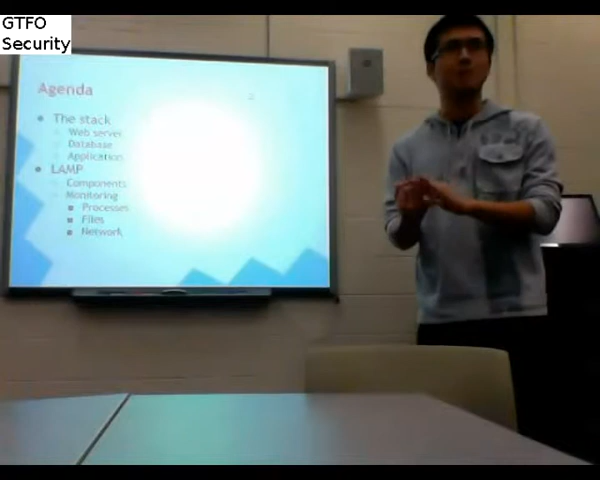 GTFO
Security
Agenda
The stack
Web server
Database
Application
LAMP
Components
Monitoring
Processes
Files
Network